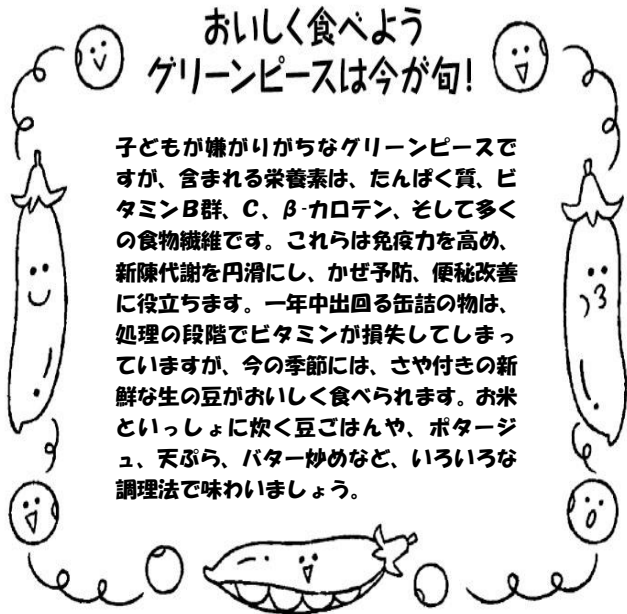 おいしく食べよう
グリーンピースは今が旬!
子どもが嫌がりがちなグリーンピースで
すが、含まれる栄養素は、たんぱく質、ビ
タミンB群、C、β-カロテン、そして多く
の食物繊維です。これらは免疫力を高め、
新陳代謝を円滑にし、かぜ予防、便秘改善
に役立ちます。一年中出回る缶詰の物は、
処理の段階でビタミンが損失してしまっ
ていますが、今の季節には、さや付きの新
鮮な生の豆がおいしく食べられます。お米
といっしょに炊く豆ごはんや、ポタージ
ュ、天ぷら、バター炒めなど、いろいろな
調理法で味わいましょう。